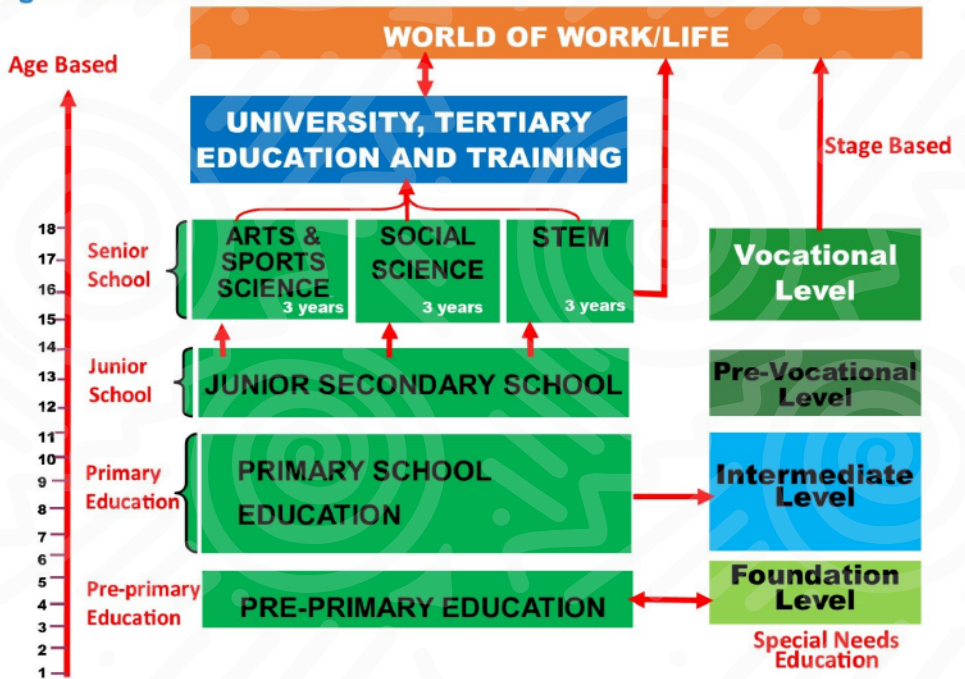 WORLD OF WORK/LIFE
Age Based
UNIVERSITY, TERTIARY
EDUCATION AND TRAINING
Stage Based
18
17
16
15
14
13
12
11
10
9
8
7
6
5
4
3
2
1
Senior
School
ARTS &
SPORTS
SCIENCE
3 years
SOCIAL
SCIENCE
3 years
STEM
3 years
Vocational
Level
Junior
School
JUNIOR SECONDARY SCHOOL
Pre-Vocational
Level
Primary
Education
PRIMARY SCHOOL
EDUCATION
Intermediate
Level
Pre-primary
Education
PRE-PRIMARY EDUCATION
Foundation
Level
Special Needs
Education